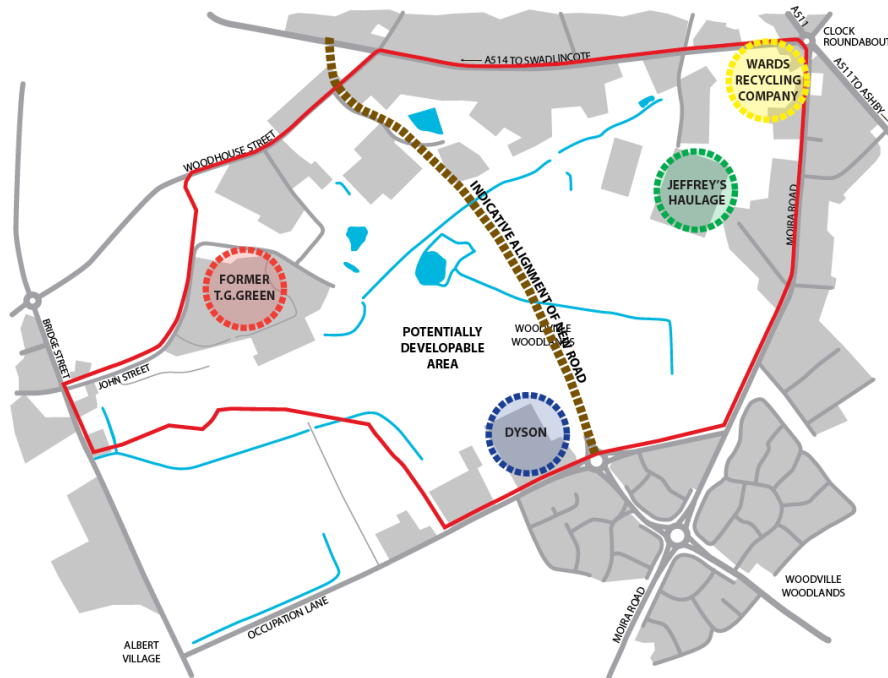 A511
CLOCK
ROUNDABOUT
A514 TO SWADLINCOTE
WARDS
RECYCLING
COMPANY
A511 TO ASHBY
WOODHOUSE STREET
JEFFREY'S
HAULAGE
MOIRA ROAD
INDICATIVE ALIGNMENT OF NEW ROAD
FORMER
T.G.GREEN
BRIDGE STREET
POTENTIALLY
DEVELOPABLE
AREA
WOODVILLE
WOODLANDS
JOHN STREET
DYSON
OCCUPATION LANE
MOIRA ROAD
WOODVILLE
WOODLANDS
ALBERT
VILLAGE